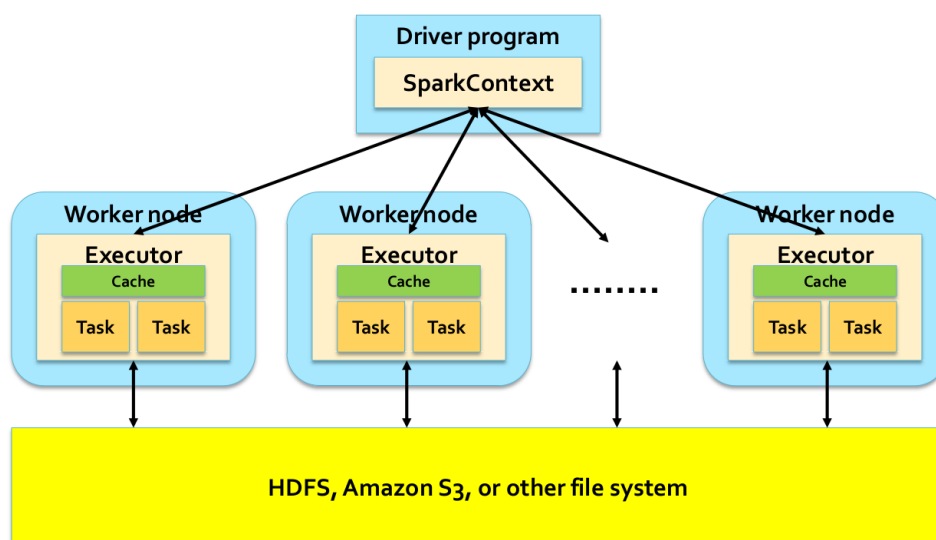 Driver program
SparkContext
Worker node
Worker node
Worker node
Executor
Executor
Executor
Cache
Cache
........
Cache
Task
Task
Task
Task
Task
Task
HDFS, Amazon S3, or other file system